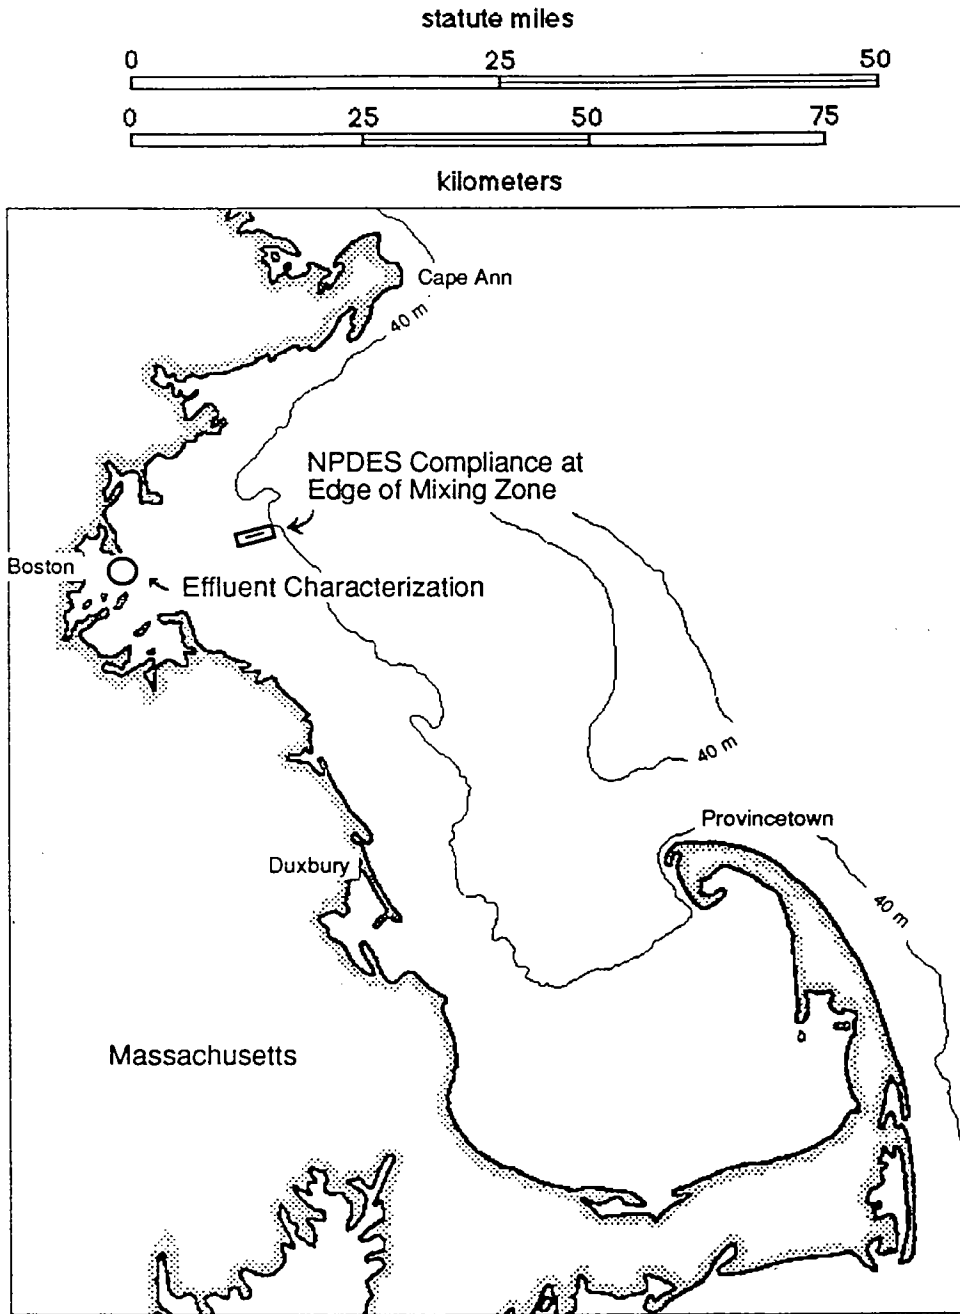 statute miles
0 25 50
0 25 50 75
kilometers
Cape Ann
40 m
NPDES Compliance at
Edge of Mixing Zone
Boston
Effluent Characterization
40 m
Provincetown
Duxbury
40 m
Massachusetts